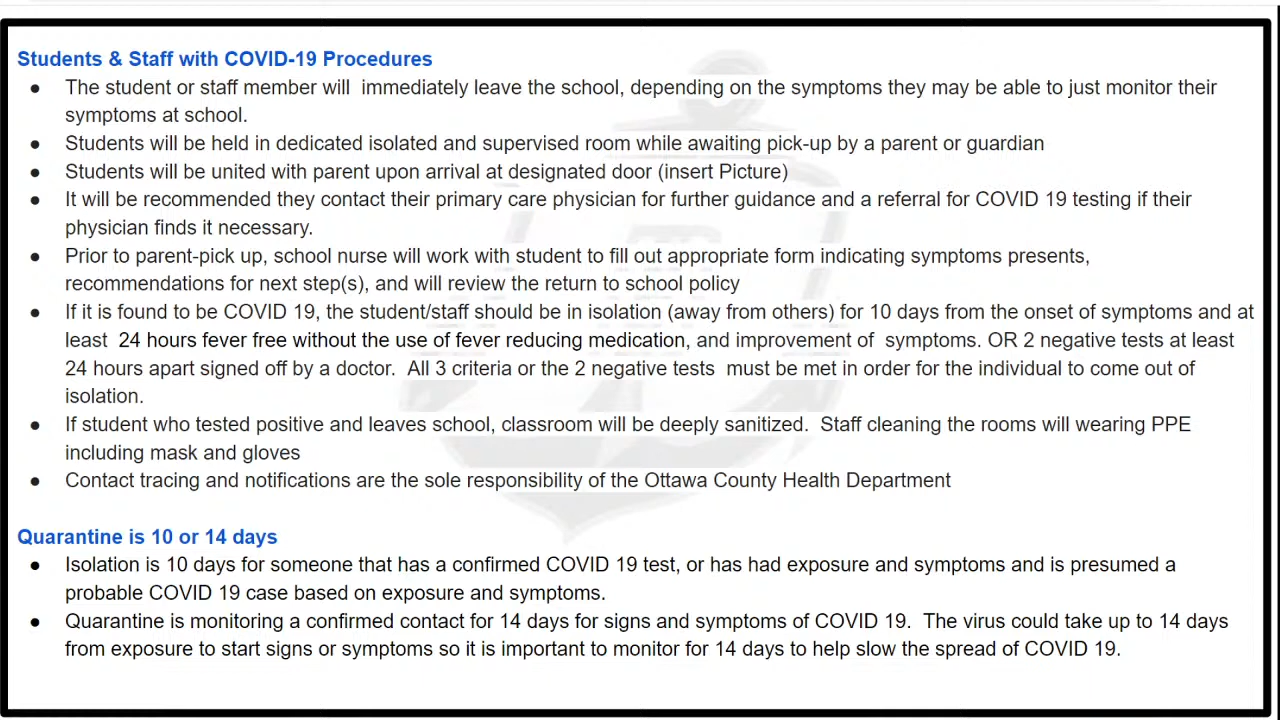 Students & Staff with COVID-19 Procedures
● The student or staff member will  immediately leave the school, depending on the symptoms they may be able to just monitor their
symptoms at school.
● Students will be held in dedicated isolated and supervised room while awaiting pick-up by a parent or guardian
● Students will be united with parent upon arrival at designated door (insert Picture)
● It will be recommended they contact their primary care physician for further guidance and a referral for COVID 19 testing if their
physician finds it necessary.
● Prior to parent-pick up, school nurse will work with student to fill out appropriate form indicating symptoms presents,
recommendations for next step(s), and will review the return to school policy
● If it is found to be COVID 19, the student/staff should be in isolation (away from others) for 10 days from the onset of symptoms and at
least  24 hours fever free without the use of fever reducing medication, and improvement of  symptoms. OR 2 negative tests at least
24 hours apart signed off by a doctor.  All 3 criteria or the 2 negative tests  must be met in order for the individual to come out of
isolation.
● If student who tested positive and leaves school, classroom will be deeply sanitized.  Staff cleaning the rooms will wearing PPE
including mask and gloves
● Contact tracing and notifications are the sole responsibility of the Ottawa County Health Department
Quarantine is 10 or 14 days
● Isolation is 10 days for someone that has a confirmed COVID 19 test, or has had exposure and symptoms and is presumed a
probable COVID 19 case based on exposure and symptoms.
● Quarantine is monitoring a confirmed contact for 14 days for signs and symptoms of COVID 19.  The virus could take up to 14 days
from exposure to start signs or symptoms so it is important to monitor for 14 days to help slow the spread of COVID 19.